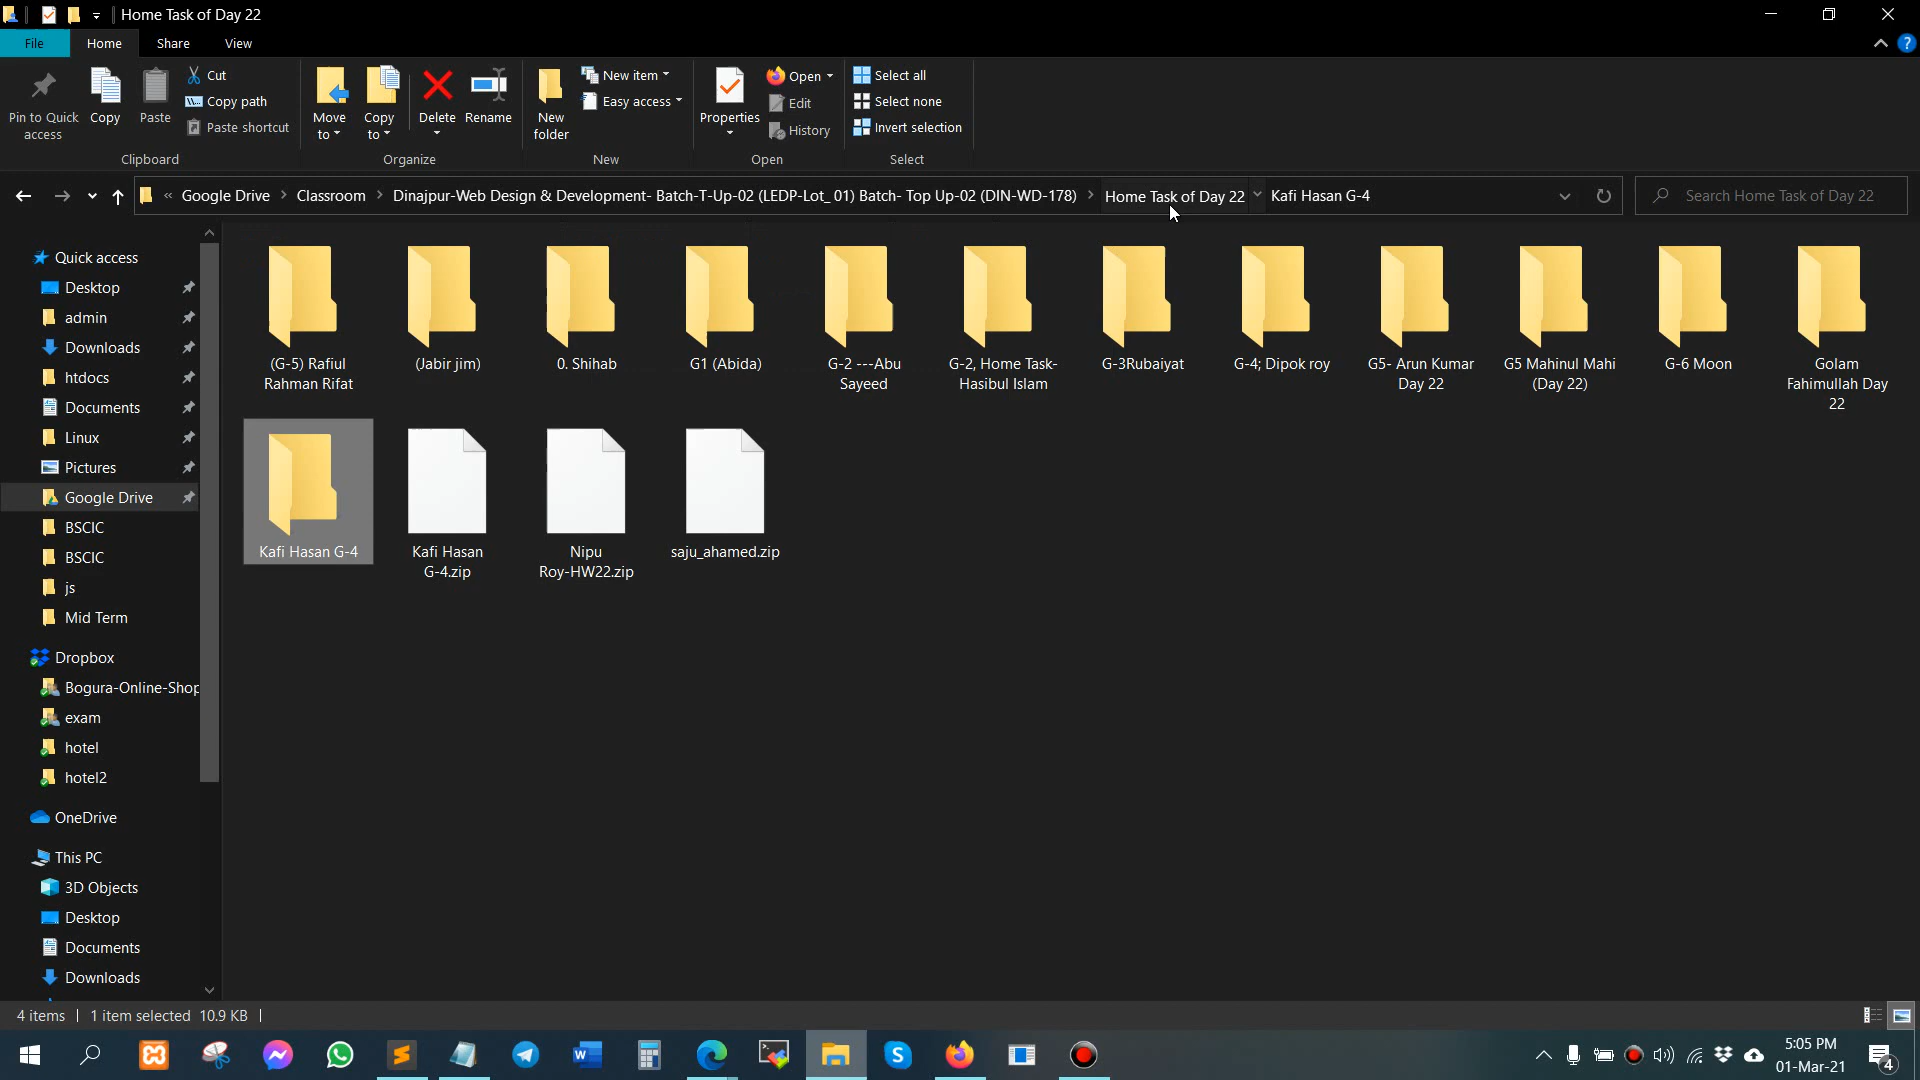 Home Task of Day 22
File
Home
Share
View
Pin to Quick access
Copy
Paste
Cut
Copy path
Paste shortcut
Clipboard
Move to
Copy to
Delete
Rename
Organize
New folder
New item
Easy access
New
Properties
Open
Edit
History
Open
Select all
Select none
Invert selection
Select
« Google Drive > Classroom > Dinajpur-Web Design & Development- Batch-T-Up-02 (LEDP-Lot_01) Batch- Top Up-02 (DIN-WD-178) > Home Task of Day 22 Kafi Hasan G-4
Search Home Task of Day 22
Quick access
Desktop
admin
Downloads
htdocs
Documents
Linux
Pictures
Google Drive
BSCIC
BSCIC
js
Mid Term
Dropbox
Bogura-Online-Shop
exam
hotel
hotel2
OneDrive
This PC
3D Objects
Desktop
Documents
Downloads
(G-5) Rafiul
Rahman Rifat
(Jabir jim)
0. Shihab
G1 (Abida)
G-2 ---Abu
Sayeed
G-2, Home Task-
Hasibul Islam
G-3Rubaiyat
G-4; Dipok roy
G5- Arun Kumar
Day 22
G5 Mahinul Mahi
(Day 22)
G-6 Moon
Golam
Fahimullah Day
22
Kafi Hasan G-4
Kafi Hasan
G-4.zip
Nipu
Roy-HW22.zip
saju_ahamed.zip
4 items
1 item selected 10.9 KB
5:05 PM
01-Mar-21
4